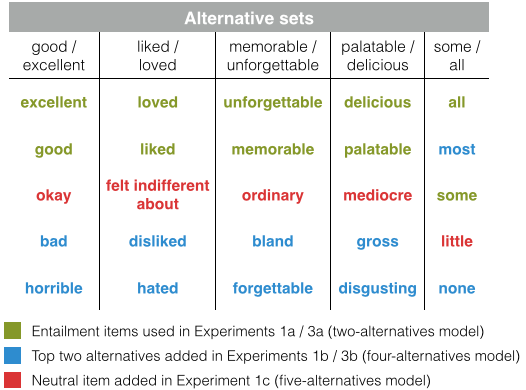 Alternative sets
good / excellent
liked / loved
memorable / unforgettable
palatable / delicious
some / all
excellent loved unforgettable delicious all
good liked memorable palatable most
okay felt indifferent about ordinary mediocre some
bad disliked bland gross little
horrible hated forgettable disgusting none
Entailment items used in Experiments 1a / 3a (two-alternatives model)
Top two alternatives added in Experiments 1b / 3b (four-alternatives model)
Neutral item added in Experiment 1c (five-alternatives model)